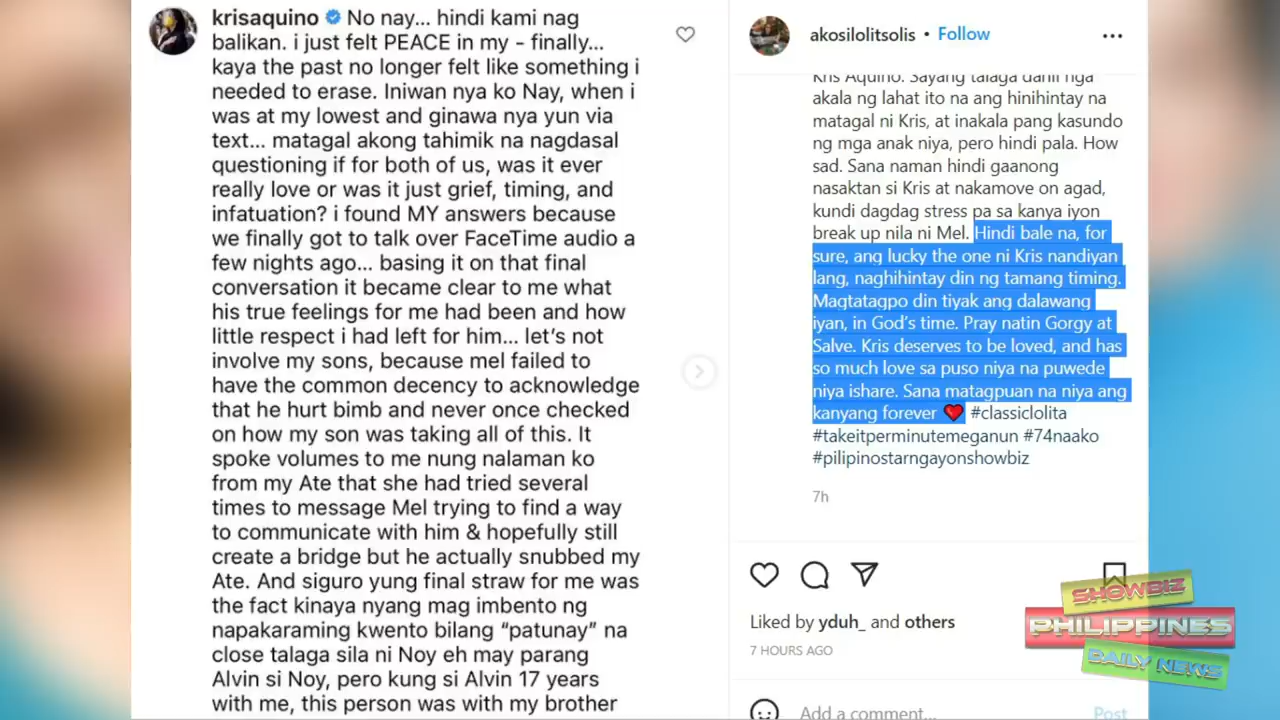 krisaquino No nay... hindi kami nag
balikan. i just felt PEACE in my - finally...
kaya the past no longer felt like something i
needed to erase. Iniwan nya ko Nay, when i
was at my lowest and ginawa nya yun via
text... matagal akong tahimik na nagdasal
questioning if for both of us, was it ever
really love or was it just grief, timing, and
infatuation? i found MY answers because
we finally got to talk over FaceTime audio a
few nights ago... basing it on that final
conversation it became clear to me what
his true feelings for me had been and how
little respect i had left for him... let’s not
involve my sons, because mel failed to
have the common decency to acknowledge
that he hurt bimb and never once checked
on how my son was taking all of this. It
spoke volumes to me nung nalaman ko
from my Ate that she had tried several
times to message Mel trying to find a way
to communicate with him & hopefully still
create a bridge but he actually snubbed my
Ate. And siguro yung final straw for me was
the fact kinaya nyang mag imbento ng
napakaraming kwento bilang “patunay” na
close talaga sila ni Noy eh may parang
Alvin si Noy, pero kung si Alvin 17 years
with me, this person was with my brother
akosilolitsolis • Follow
Kris Aquino. Sayang talaga dahil nga
akala ng lahat ito na ang hinihintay na
matagal ni Kris, at inakala pang kasundo
ng mga anak niya, pero hindi pala. How
sad. Sana naman hindi gaanong
nasaktan si Kris at nakamove on agad,
kundi dagdag stress pa sa kanya iyon
break up nila ni Mel. Hindi bale na, for
sure, ang lucky the one ni Kris nandiyan
lang, naghihintay din ng tamang timing.
Magtatagpo din tiyak ang dalawang
iyan, in God’s time. Pray natin Gorgy at
Salve. Kris deserves to be loved, and has
so much love sa puso niya na puwede
niya ishare. Sana matagpuan na niya ang
kanyang forever ❤️ #classiclolita
#takeitperminutemeganun #74naako
#pilipinostarngayonshowbiz
7h
Liked by yduh_ and others
7 HOURS AGO
Add a comment...
Post
SHOWBIZ
PHILIPPINES
DAILY NEWS